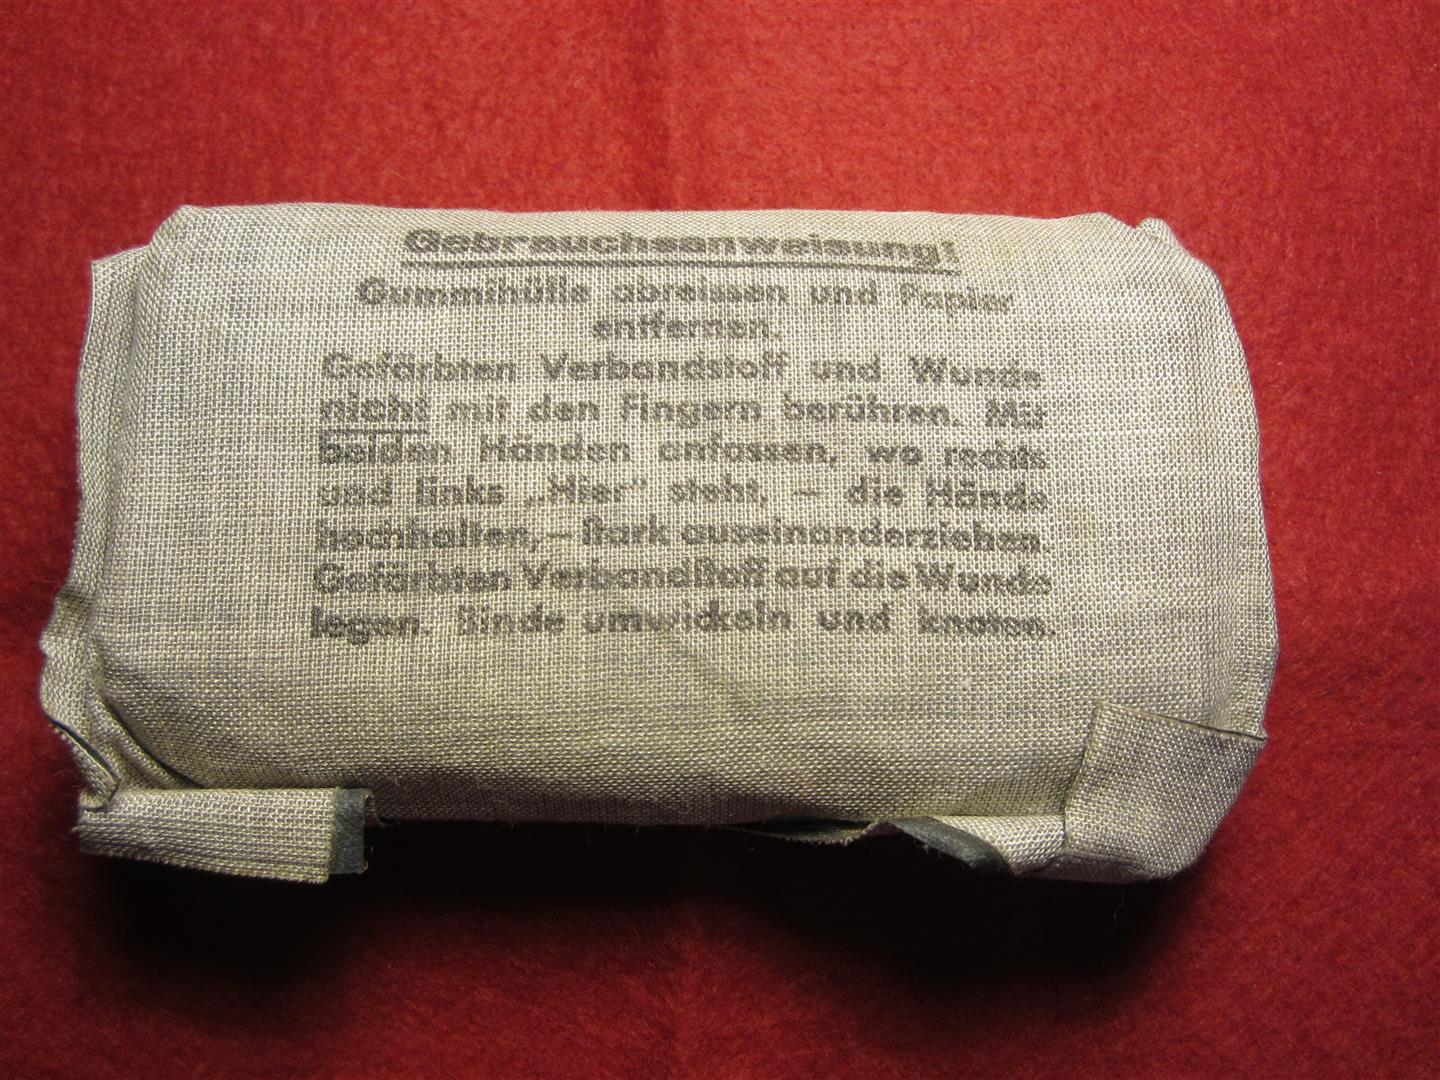 Gebrauchsanweisung!
Gummihülle abreissen und Papier
entfernen.
Gefärbten Verbandstoff und Wunde
nicht mit den Fingern berühren. Mit
beiden Händen anfassen, wo rechts
und links „Hier" steht, – die Hände
hochhalten, – stark auseinanderziehen.
Gefärbten Verbandstoff auf die Wunde
legen. Binde umwickeln und knoten.